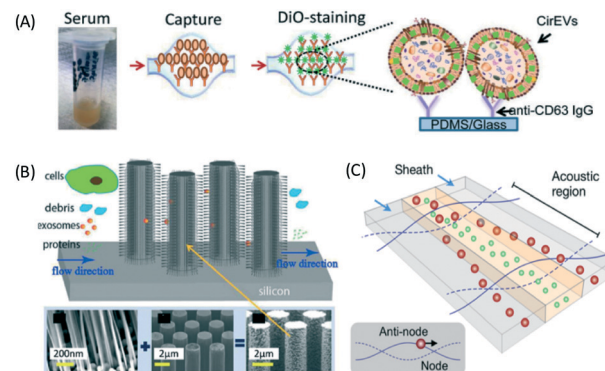 (A)
Serum
Capture
DiO-staining
CirEVs
anti-CD63 IgG
PDMS/Glass
(B)
cells
debris
exosomes
proteins
flow direction
flow direction
silicon
200nm
+
2µm
=
2µm
(C)
Sheath
Acoustic
region
Anti-node
Node